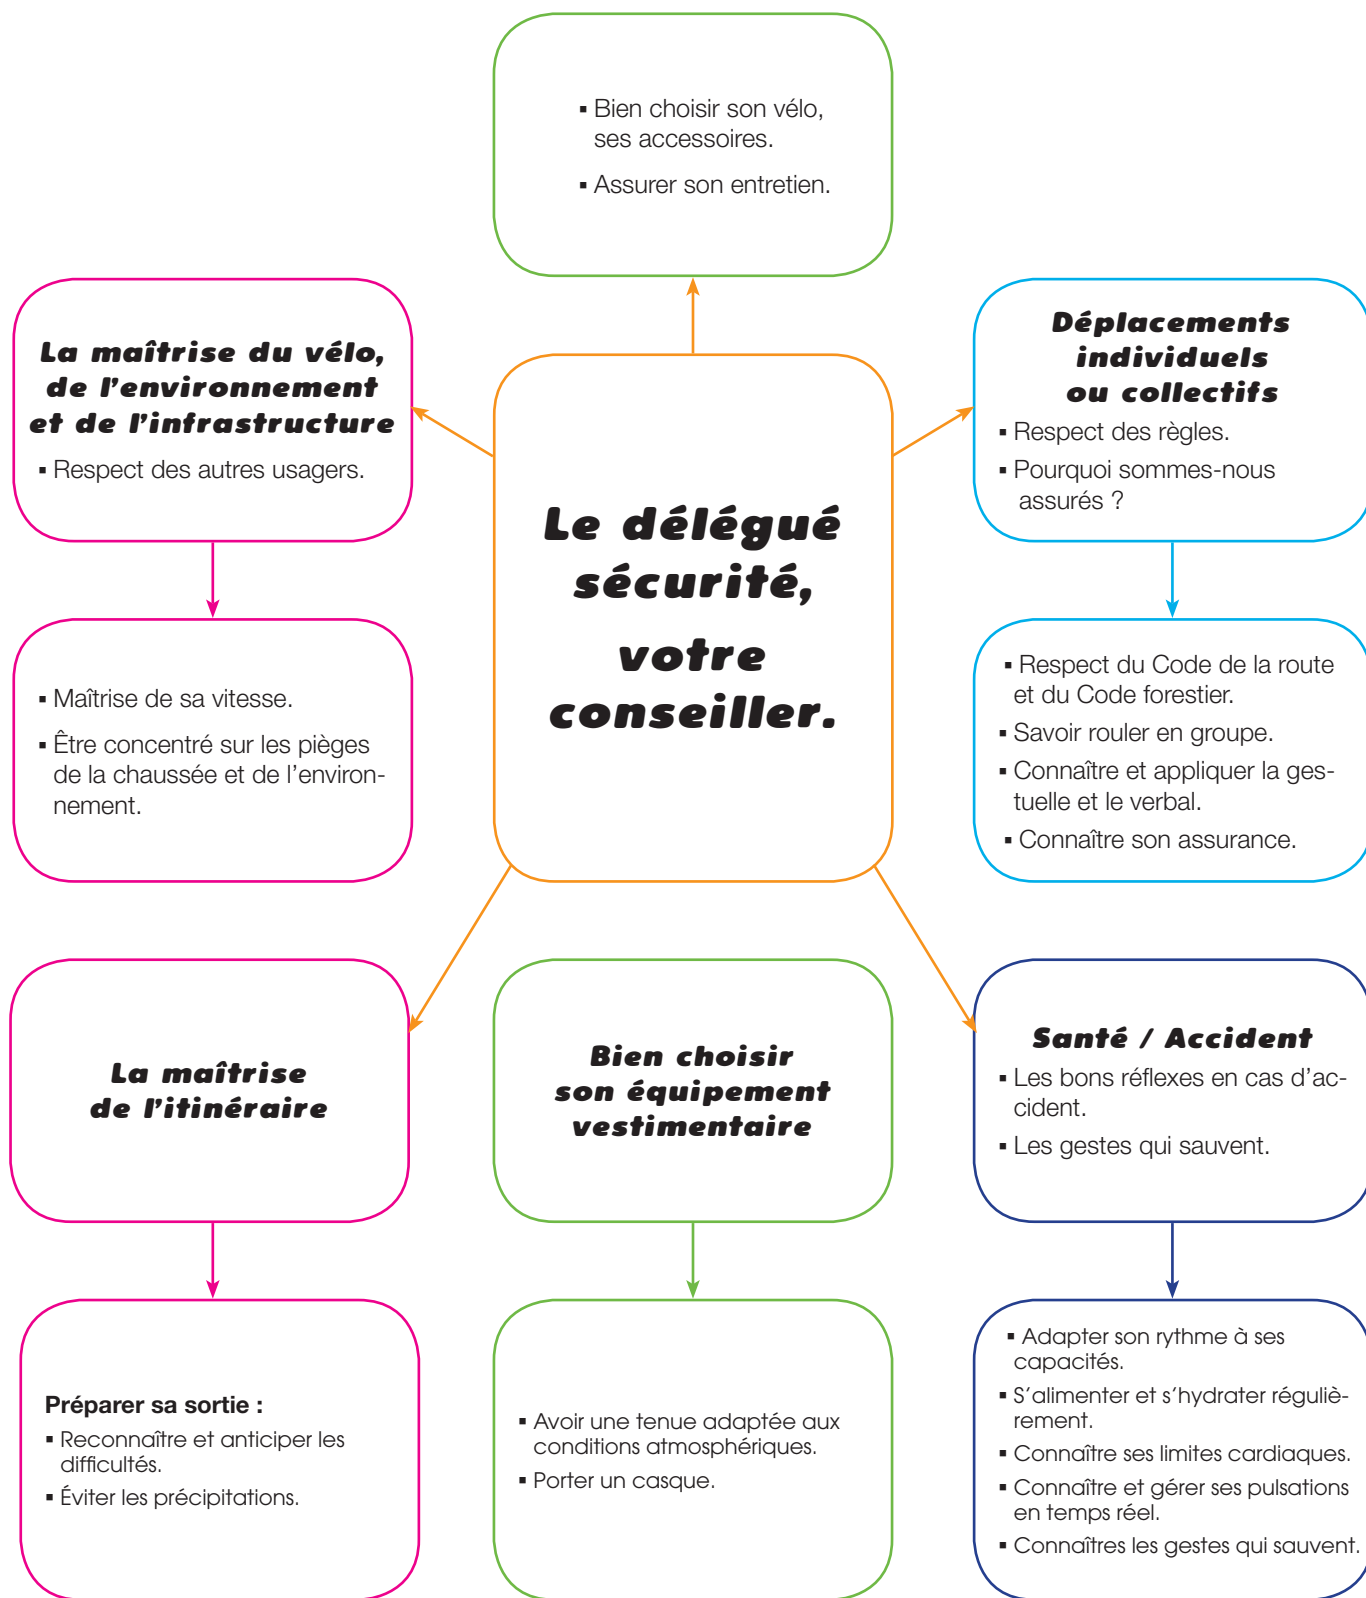 ▪ Bien choisir son vélo,
ses accessoires.
▪ Assurer son entretien.
La maîtrise du vélo,
de l'environnement
et de l'infrastructure
▪ Respect des autres usagers.
Déplacements
individuels
ou collectifs
▪ Respect des règles.
▪ Pourquoi sommes-nous
assurés ?
Le délégué
sécurité,
votre
conseiller.
▪ Maîtrise de sa vitesse.
▪ Être concentré sur les pièges
de la chaussée et de l'environ-
nement.
▪ Respect du Code de la route
et du Code forestier.
▪ Savoir rouler en groupe.
▪ Connaître et appliquer la ges-
tuelle et le verbal.
▪ Connaître son assurance.
La maîtrise
de l'itinéraire
Bien choisir
son équipement
vestimentaire
Santé / Accident
▪ Les bons réflexes en cas d'ac-
cident.
▪ Les gestes qui sauvent.
Préparer sa sortie :
▪ Reconnaître et anticiper les
difficultés.
▪ Éviter les précipitations.
▪ Avoir une tenue adaptée aux
conditions atmosphériques.
▪ Porter un casque.
▪ Adapter son rythme à ses
capacités.
▪ S'alimenter et s'hydrater réguliè-
rement.
▪ Connaître ses limites cardiaques.
▪ Connaître et gérer ses pulsations
en temps réel.
▪ Connaîtres les gestes qui sauvent.